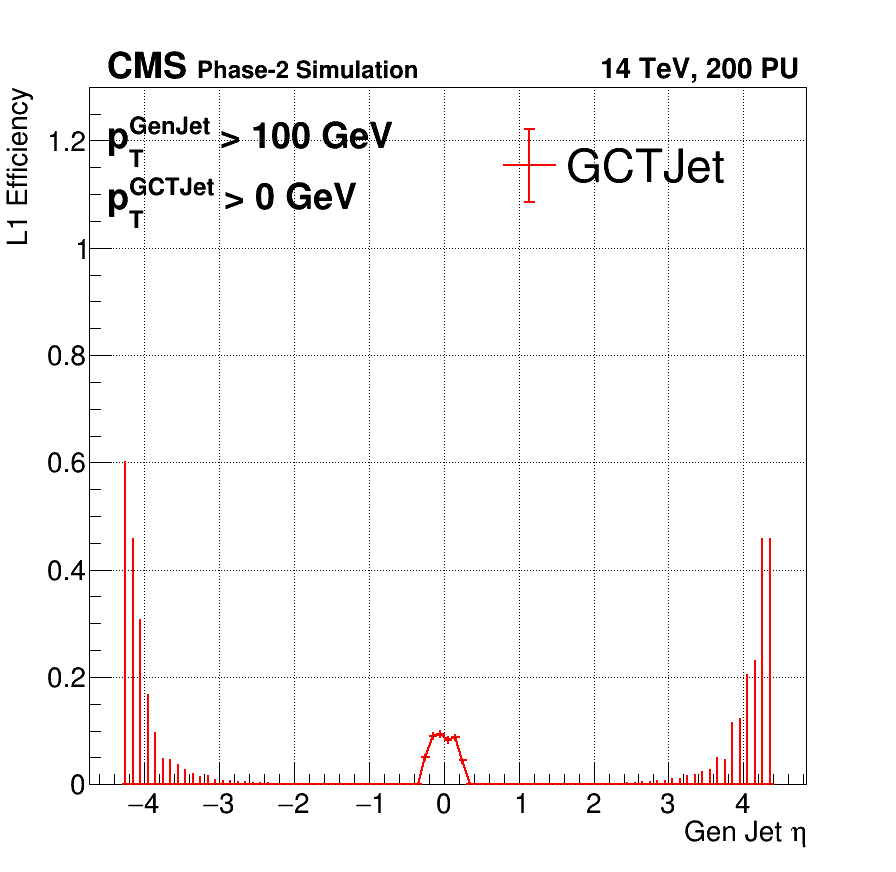 CMS Phase-2 Simulation 14 TeV, 200 PU
p_T^GenJet > 100 GeV
p_T^GCTJet > 0 GeV
GCTJet
L1 Efficiency
1.2
1
0.8
0.6
0.4
0.2
0
−4 −3 −2 −1 0 1 2 3 4
Gen Jet η